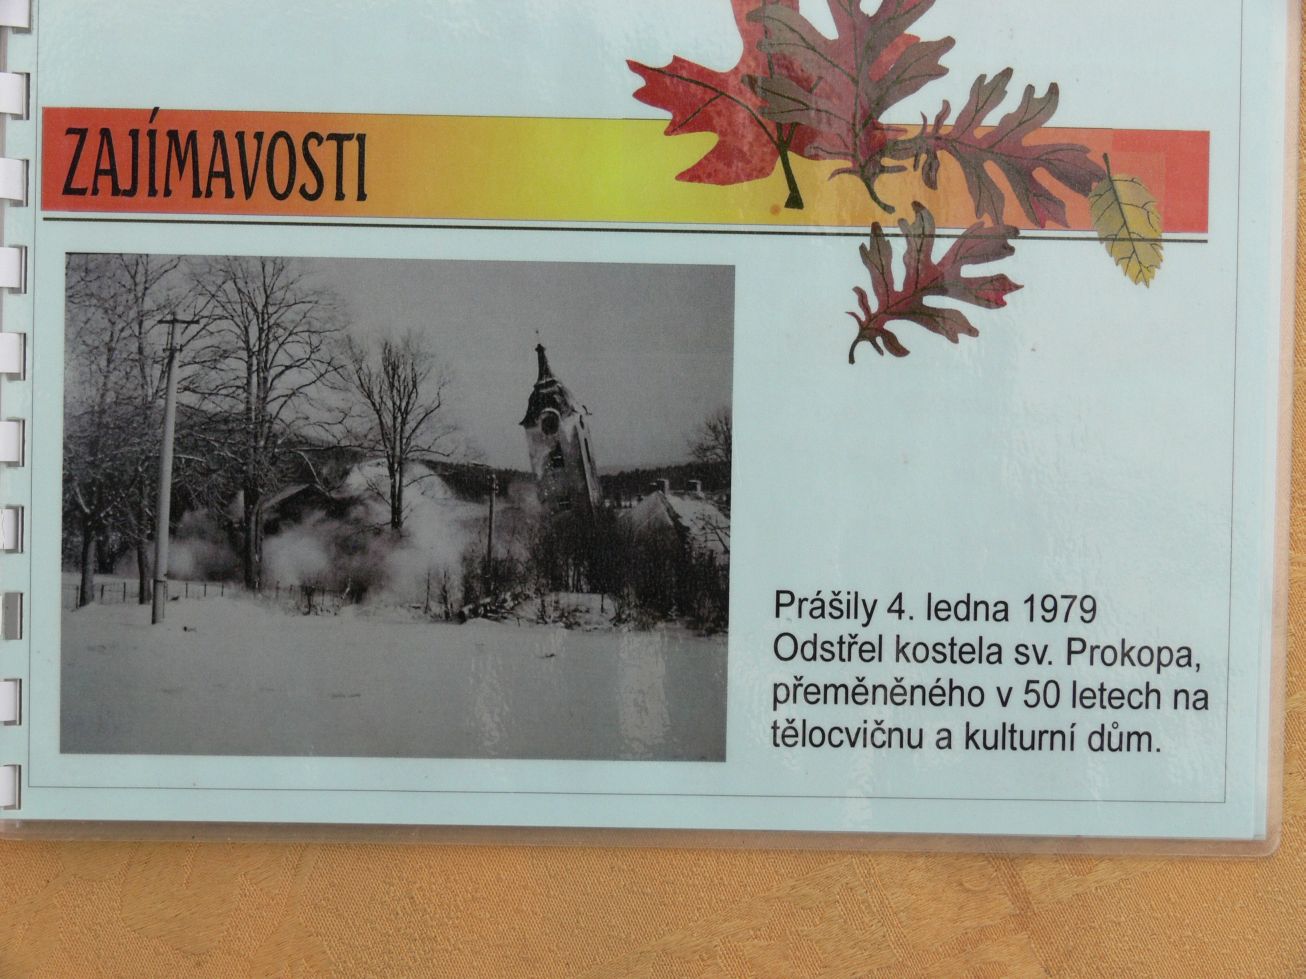 ZAJÍMAVOSTI
Prášily 4. ledna 1979
Odstřel kostela sv. Prokopa,
přeměněného v 50 letech na
tělocvičnu a kulturní dům.